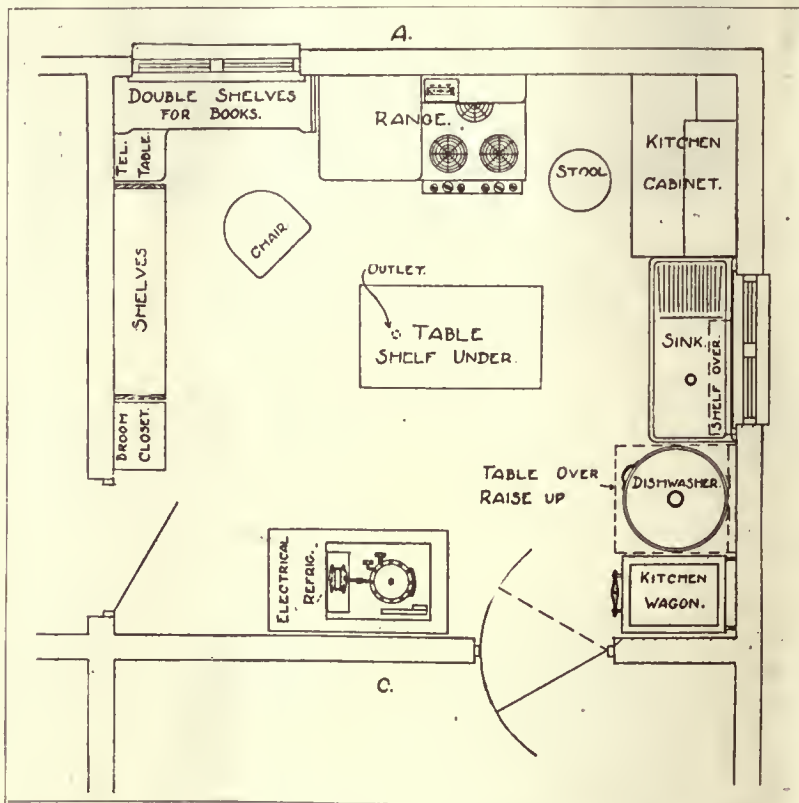 A.
DOUBLE SHELVES
FOR BOOKS.
RANGE.
TEL.
TABLE.
STOOL
KITCHEN
CABINET.
CHAIR
SHELVES
OUTLET.
TABLE
SHELF UNDER.
SINK.
SHELF OVER.
BROOM
CLOSET.
TABLE OVER
RAISE UP
DISHWASHER.
ELECTRICAL
REFRIG.
KITCHEN
WAGON.
C.